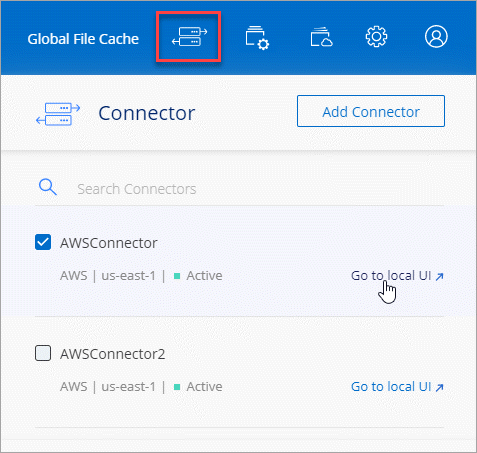 Global File Cache
Connector
Add Connector
Search Connectors
AWSConnector
AWS | us-east-1 | Active
Go to local UI
AWSConnector2
AWS | us-east-1 | Active
Go to local UI